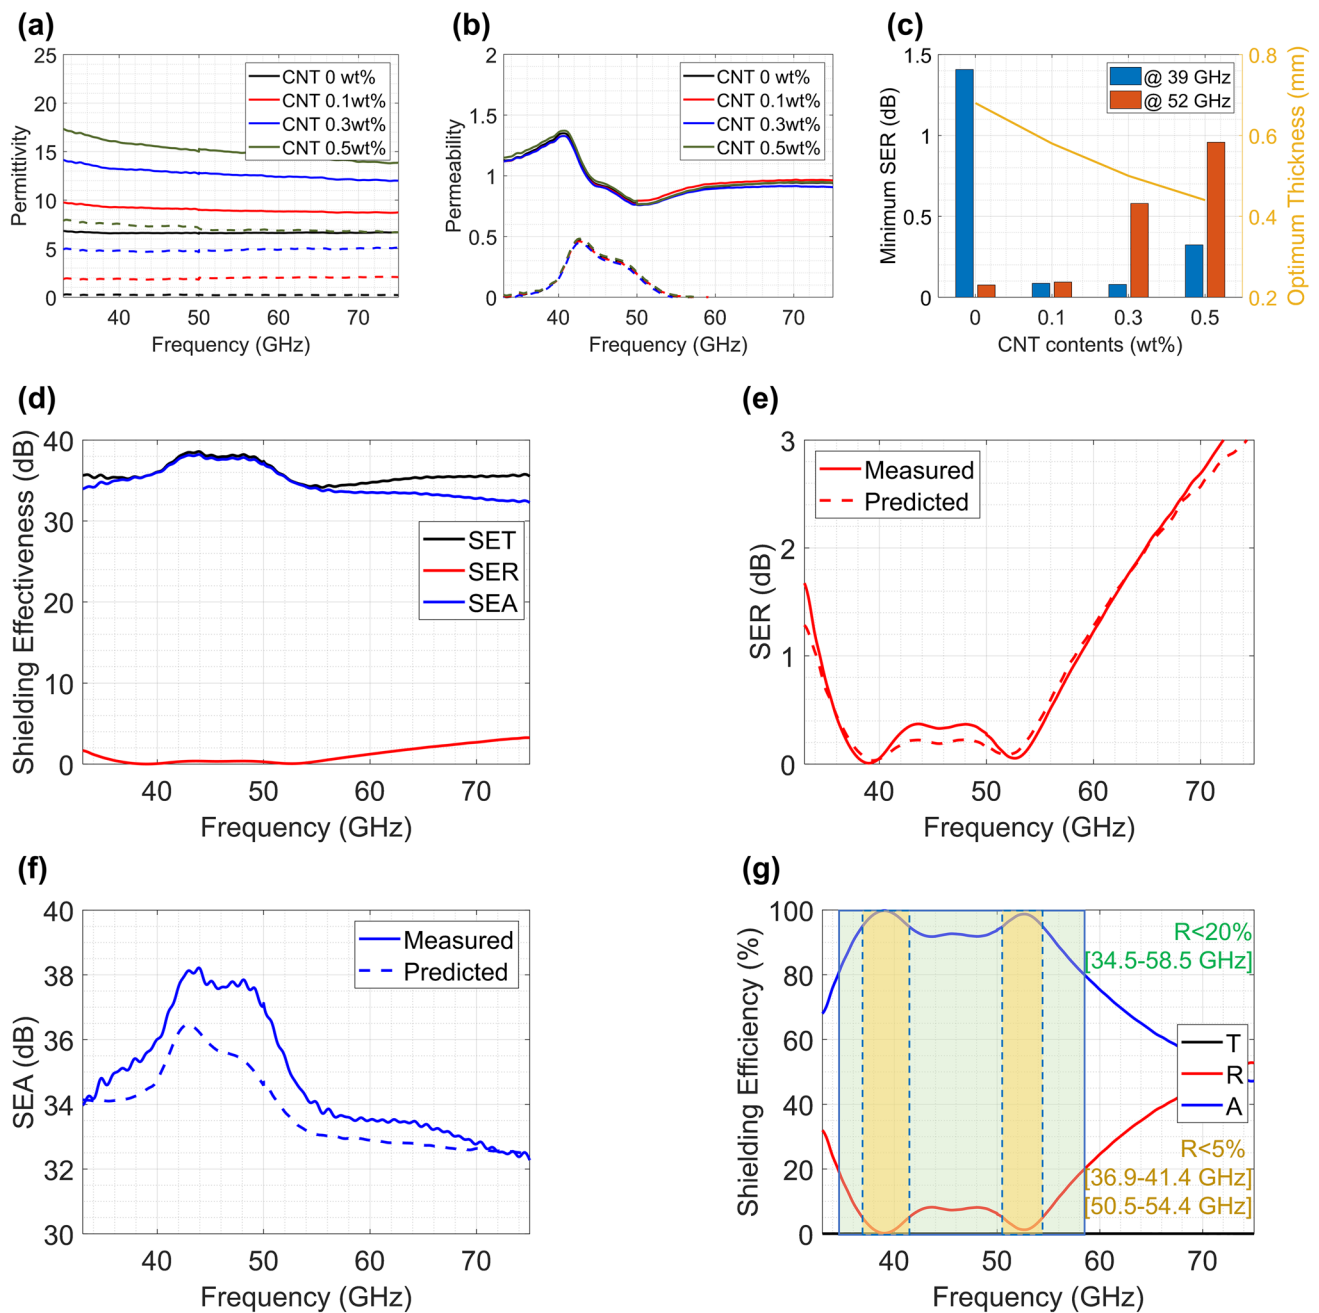 (a)
25
20
15
10
5
0
40
50
60
70
Permittivity
Frequency (GHz)
CNT 0 wt%
CNT 0.1wt%
CNT 0.3wt%
CNT 0.5wt%
(b)
2
1.5
1
0.5
0
40
50
60
70
Permeability
Frequency (GHz)
CNT 0 wt%
CNT 0.1wt%
CNT 0.3wt%
CNT 0.5wt%
(c)
1.5
1
0.5
0
0
0.1
0.3
0.5
0.8
0.6
0.4
0.2
Minimum SER (dB)
CNT contents (wt%)
Optimum Thickness (mm)
@ 39 GHz
@ 52 GHz
(d)
40
30
20
10
0
40
50
60
70
Shielding Effectiveness (dB)
Frequency (GHz)
SET
SER
SEA
(e)
3
2
1
0
40
50
60
70
SER (dB)
Frequency (GHz)
Measured
Predicted
(f)
40
38
36
34
32
30
40
50
60
70
SEA (dB)
Frequency (GHz)
Measured
Predicted
(g)
100
80
60
40
20
0
40
50
60
70
Shielding Efficiency (%)
Frequency (GHz)
R<20%
[34.5-58.5 GHz]
T
R
A
R<5%
[36.9-41.4 GHz]
[50.5-54.4 GHz]